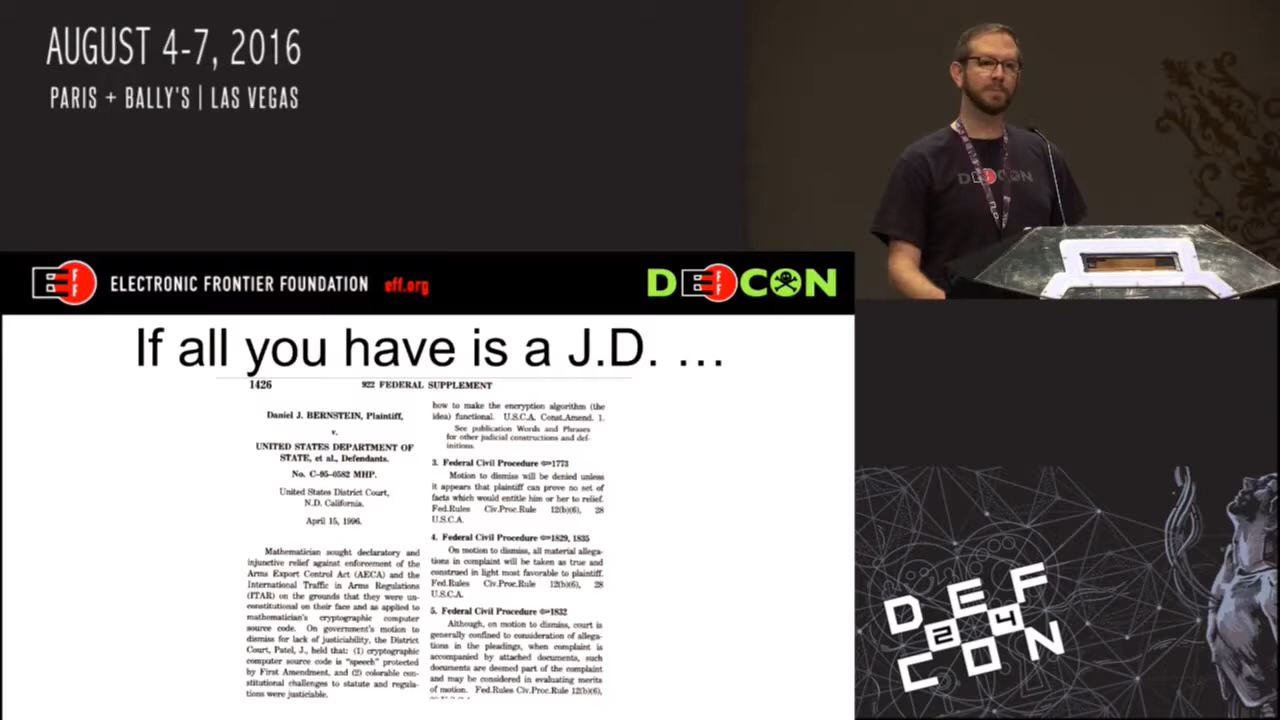 AUGUST 4-7, 2016
PARIS + BALLY'S | LAS VEGAS
DEFCON
EFF ELECTRONIC FRONTIER FOUNDATION eff.org
DEFCON
If all you have is a J.D. …
1426 922 FEDERAL SUPPLEMENT
Daniel J. BERNSTEIN, Plaintiff,
v.
UNITED STATES DEPARTMENT OF
STATE, et al., Defendants.
No. C-95-0582 MHP.
United States District Court,
N.D. California.
April 15, 1996.
Mathematician sought declaratory and
injunctive relief against enforcement of the
Arms Export Control Act (AECA) and the
International Traffic in Arms Regulations
(ITAR) on the grounds that they were un-
constitutional on their face and as applied to
mathematician's cryptographic computer
source code. On government's motion to
dismiss for lack of justiciability, the District
Court, Patel, J., held that: (1) cryptographic
computer source code is "speech" protected
by First Amendment, and (2) colorable con-
stitutional challenges to statute and regula-
tions were justiciable.
how to make the encryption algorithm (the
idea) functional. U.S.C.A. Const.Amend. 1.
See publication Words and Phrases
for other judicial constructions and def-
initions.
3. Federal Civil Procedure ⇐1773
Motion to dismiss will be denied unless
it appears that plaintiff can prove no set of
facts which would entitle him or her to relief.
Fed.Rules Civ.Proc.Rule 12(b)(6), 28
U.S.C.A.
4. Federal Civil Procedure ⇐1829, 1835
On motion to dismiss, all material allega-
tions in complaint will be taken as true and
construed in light most favorable to plaintiff.
Fed.Rules Civ.Proc.Rule 12(b)(6), 28
U.S.C.A.
5. Federal Civil Procedure ⇐1832
Although, on motion to dismiss, court is
generally confined to consideration of allega-
tions in the pleadings, when complaint is
accompanied by attached documents, such
documents are deemed part of the complaint
and may be considered in evaluating merits
of motion. Fed.Rules Civ.Proc.Rule 12(b)(6),
DEF
24
CON